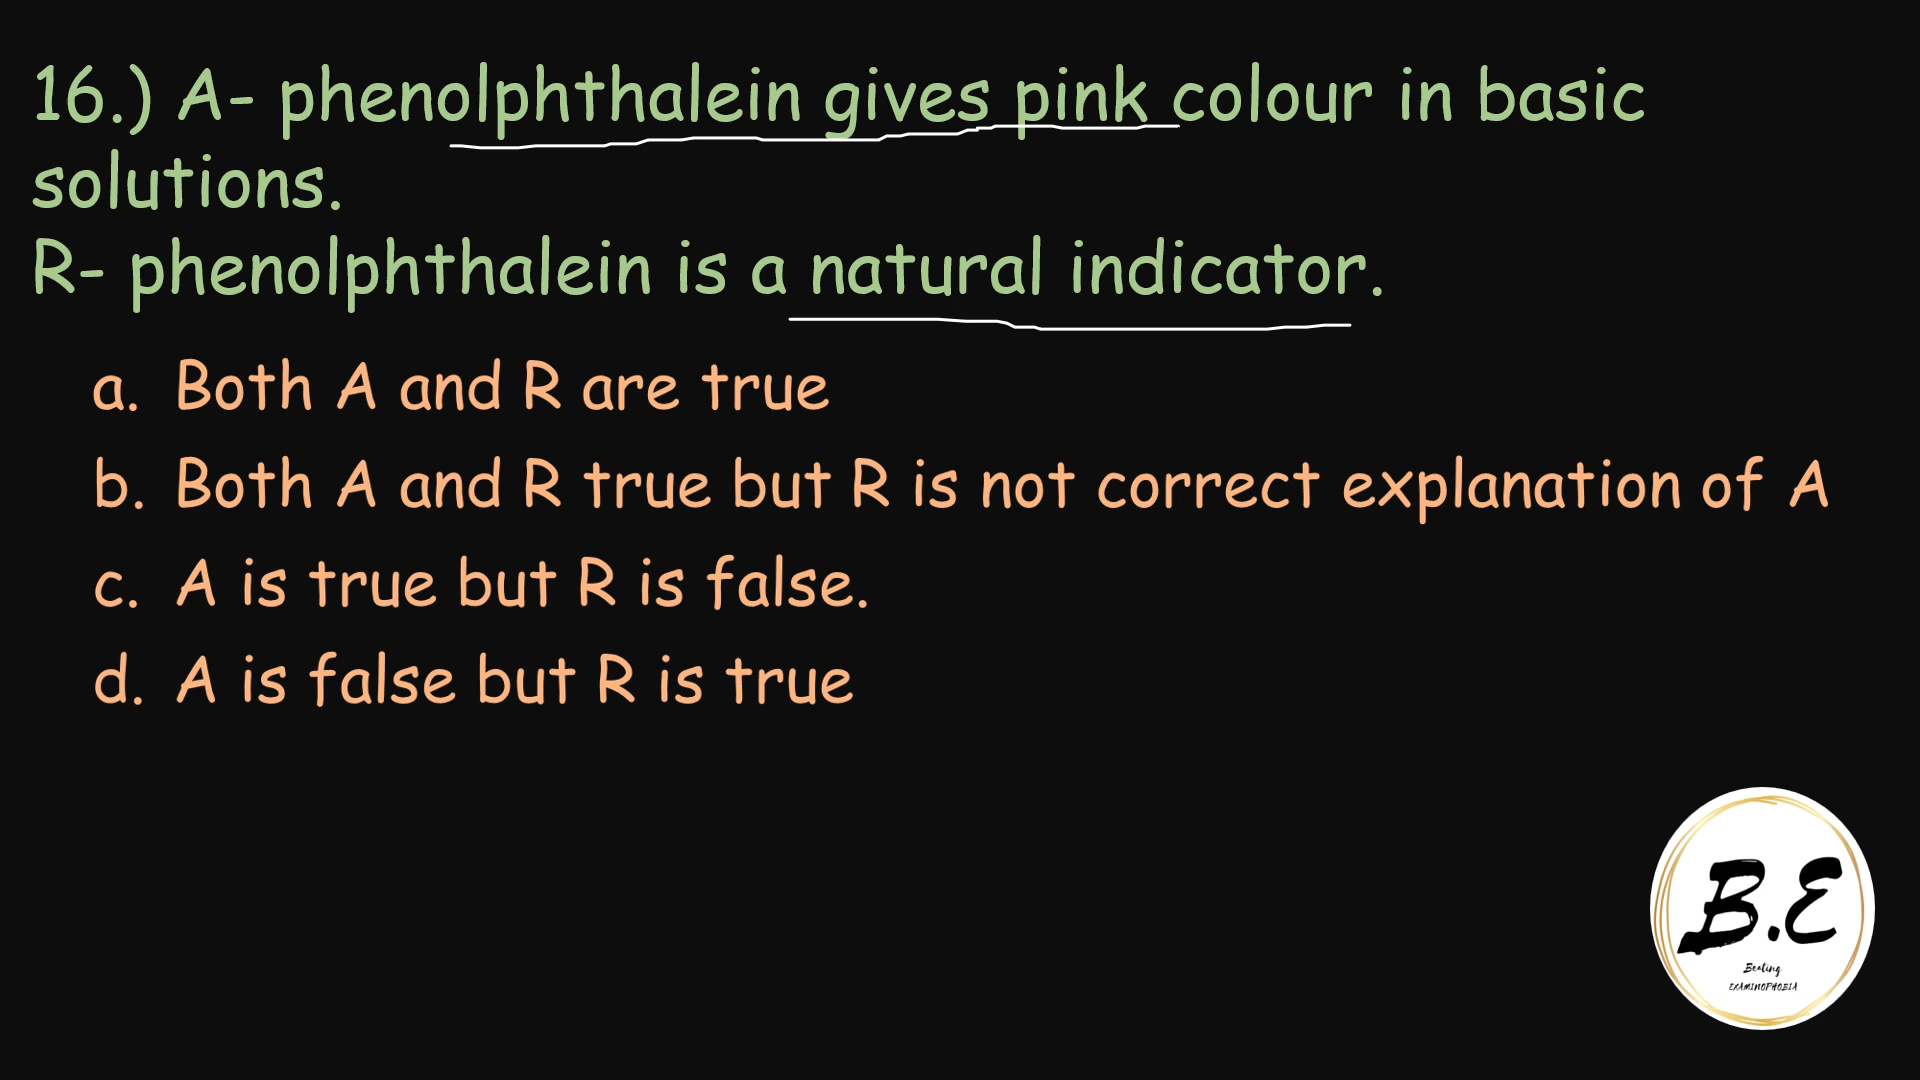 16.) A- phenolphthalein gives pink colour in basic
solutions.
R- phenolphthalein is a natural indicator.
a. Both A and R are true
b. Both A and R true but R is not correct explanation of A
c. A is true but R is false.
d. A is false but R is true
B.E
Beating
EXAMINOPHOBIA